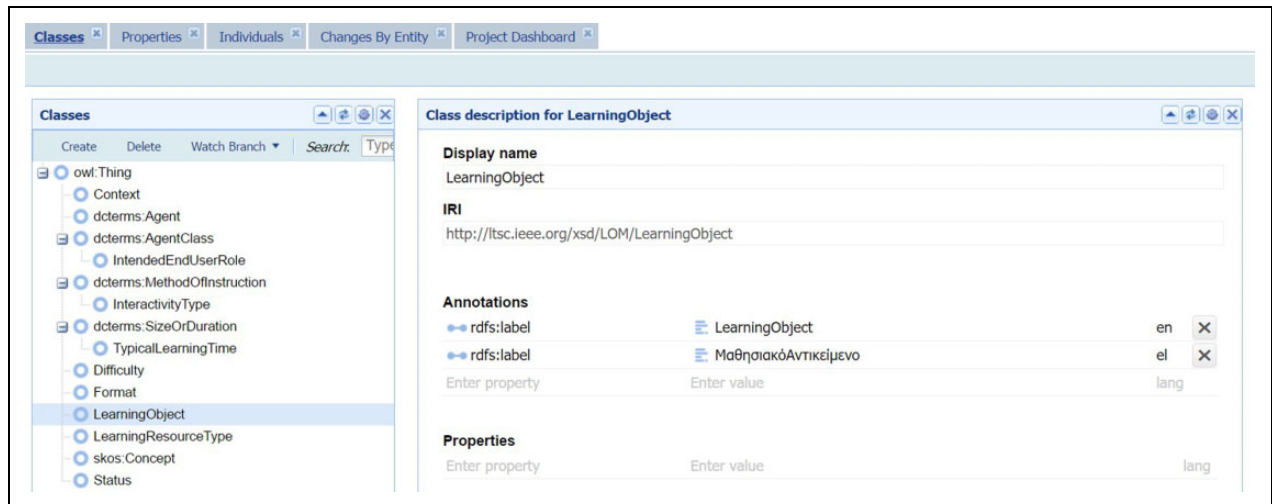 Classes Properties Individuals Changes By Entity Project Dashboard
Classes
Create Delete Watch Branch Search: Type
owl:Thing
Context
dcterms:Agent
dcterms:AgentClass
IntendedEndUserRole
dcterms:MethodOfInstruction
InteractivityType
dcterms:SizeOrDuration
TypicalLearningTime
Difficulty
Format
LearningObject
LearningResourceType
skos:Concept
Status
Class description for LearningObject
Display name
LearningObject
IRI
http://ltsc.ieee.org/xsd/LOM/LearningObject
Annotations
rdfs:label LearningObject en
rdfs:label ΜαθησιακόΑντικείμενο el
Enter property Enter value lang
Properties
Enter property Enter value lang